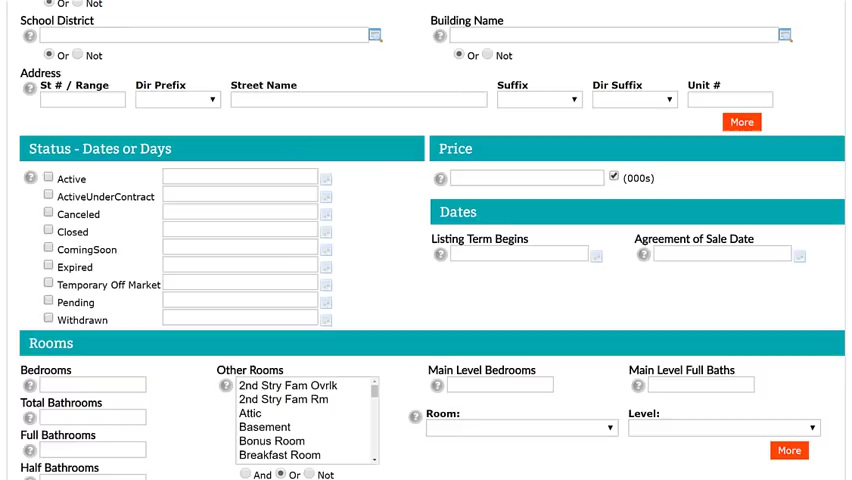 Or Not
School District
Building Name
Or Not
Or Not
Address
St # / Range
Dir Prefix
Street Name
Suffix
Dir Suffix
Unit #
More
Status - Dates or Days
Price
Active
(000s)
ActiveUnderContract
Canceled
Dates
Closed
Listing Term Begins
Agreement of Sale Date
ComingSoon
Expired
Temporary Off Market
Pending
Withdrawn
Rooms
Bedrooms
Other Rooms
Main Level Bedrooms
Main Level Full Baths
2nd Stry Fam Ovrlk
2nd Stry Fam Rm
Total Bathrooms
Attic
Room:
Level:
Basement
Full Bathrooms
Bonus Room
More
Breakfast Room
Half Bathrooms
And Or Not